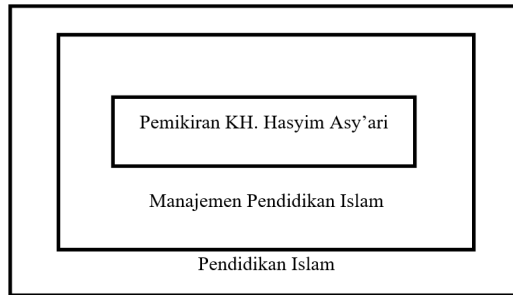 Pemikiran KH. Hasyim Asy’ari
Manajemen Pendidikan Islam
Pendidikan Islam